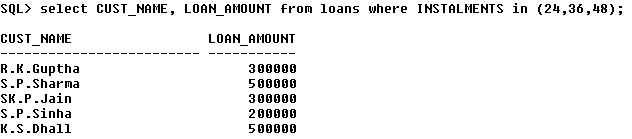 SQL> select CUST_NAME, LOAN_AMOUNT from loans where INSTALMENTS in (24,36,48);
CUST_NAME LOAN_AMOUNT
------------------------- -----------
R.K.Guptha 300000
S.P.Sharma 500000
SK.P.Jain 300000
S.P.Sinha 200000
K.S.Dhall 500000